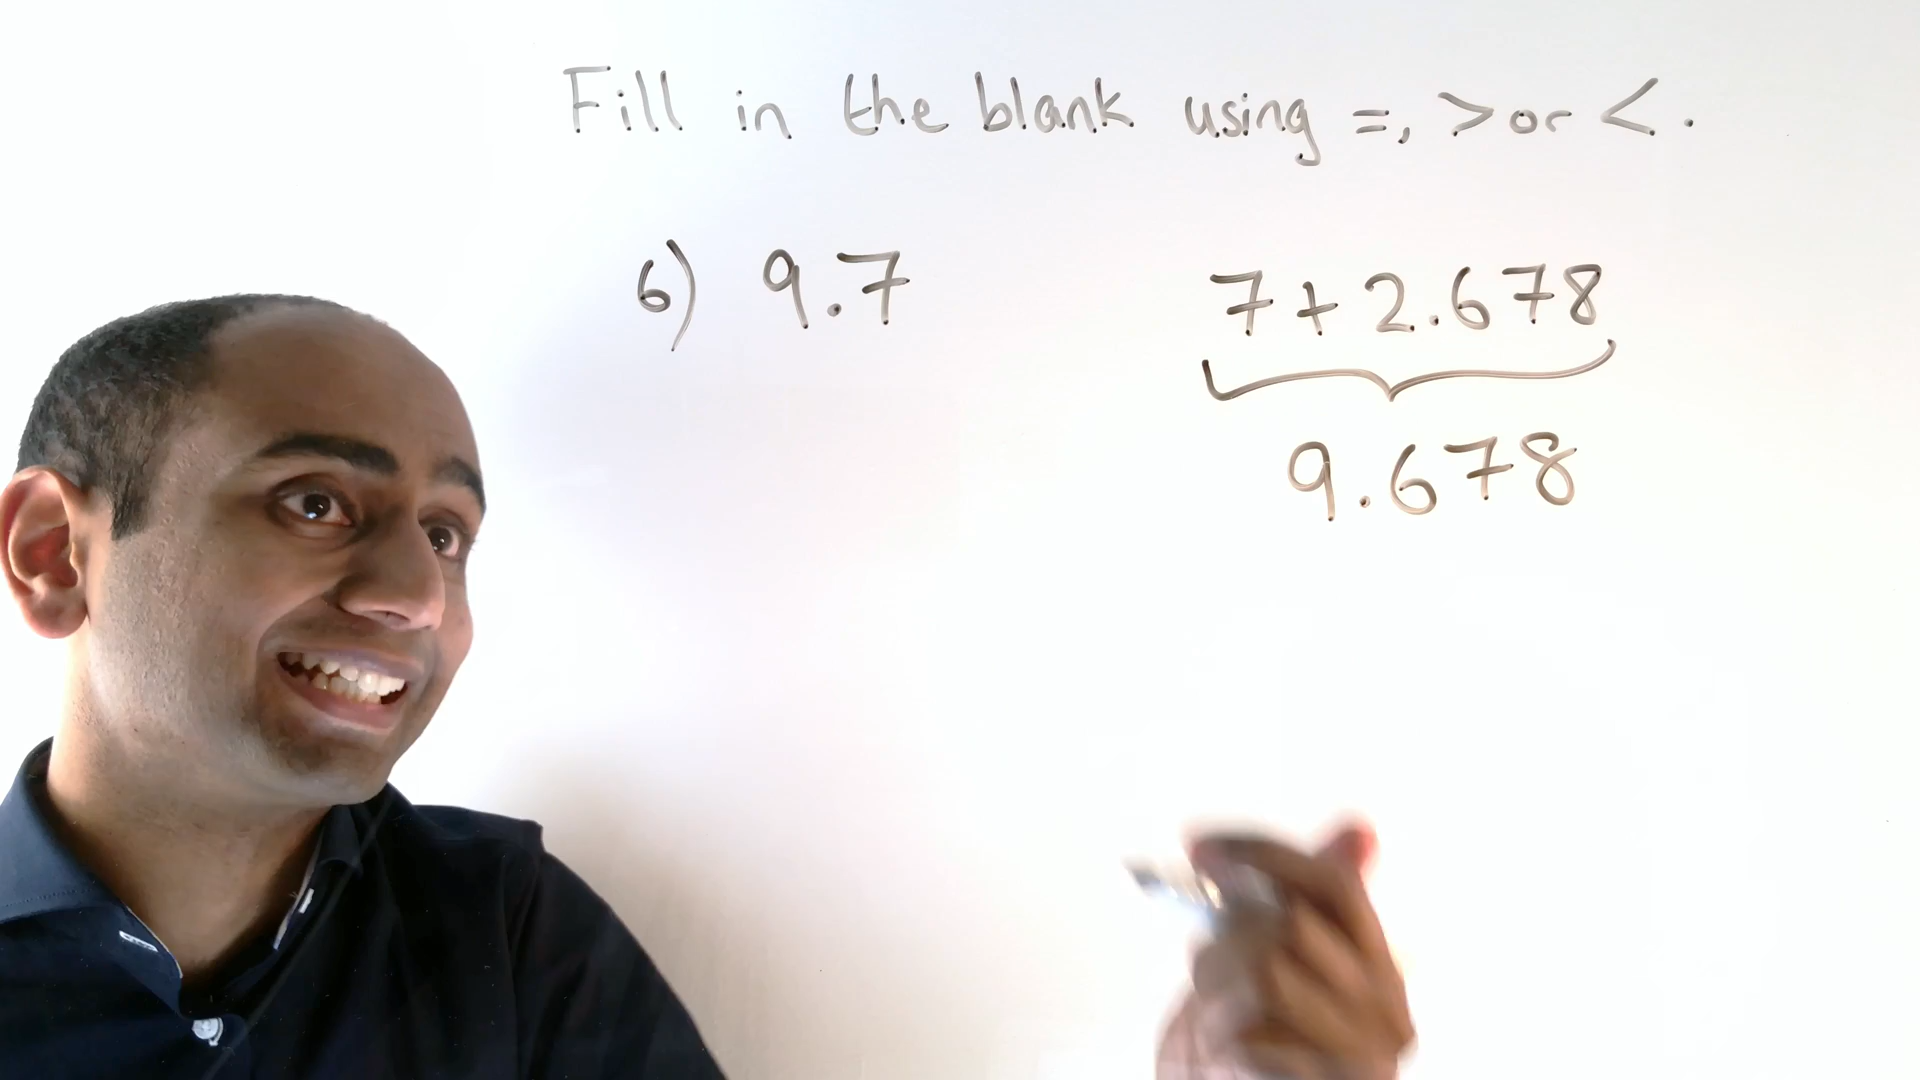 Fill in the blank using =, > or < .
6) 9.7 7 + 2.678
9.678